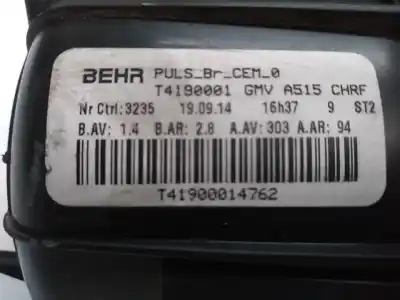 BEHR PULS_Br_CEM_0
T4190001 GMV A515 CHRF
Nr Ctrl:3235 19.09.14 16h37 9 ST2
B.AV: 1.4 B.AR: 2.8 A.AV: 303 A.AR: 94
T41900014762